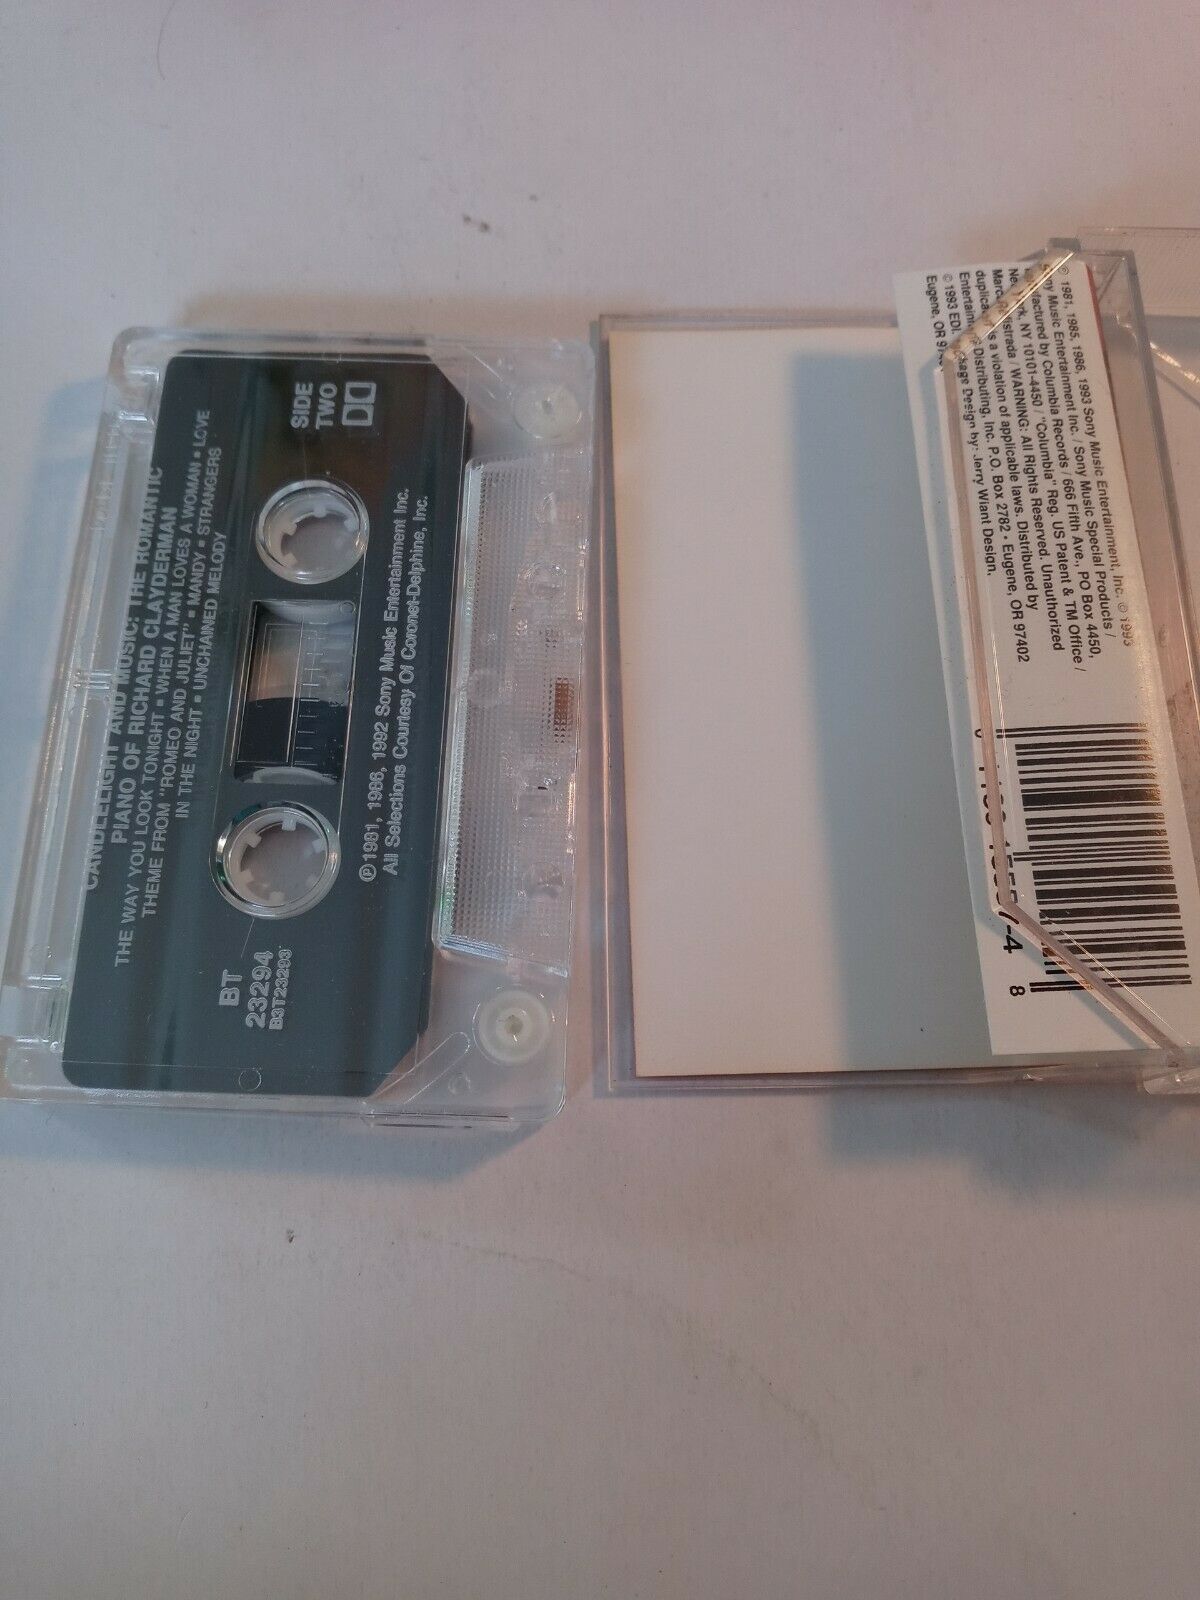 CANDLELIGHT AND MUSIC: THE ROMANTIC
PIANO OF RICHARD CLAYDERMAN
THE WAY YOU LOOK TONIGHT ▪ WHEN A MAN LOVES A WOMAN ▪ LOVE
THEME FROM "ROMEO AND JULIET" ▪ MANDY ▪ STRANGERS
IN THE NIGHT ▪ UNCHAINED MELODY
SIDE
TWO
BT
23294
B3T23293
℗1981, 1986, 1992 Sony Music Entertainment Inc.
All Selections Courtesy Of Coronet-Delphine, Inc.
℗ 1981, 1985, 1986, 1993 Sony Music Entertainment, Inc. © 1993
Sony Music Entertainment Inc. / Sony Music Special Products /
Manufactured by Columbia Records / 666 Fifth Ave., PO Box 4450,
New York, NY 10101-4450 / "Columbia" Reg. US Patent & TM Office /
Marca Registrada / WARNING: All Rights Reserved. Unauthorized
duplication is a violation of applicable laws. Distributed by
Entertainment Distributing, Inc. P.O. Box 2782 • Eugene, OR 97402
© 1993 EDI. Package Design by: Jerry Wiant Design,
Eugene, OR
7-4 8